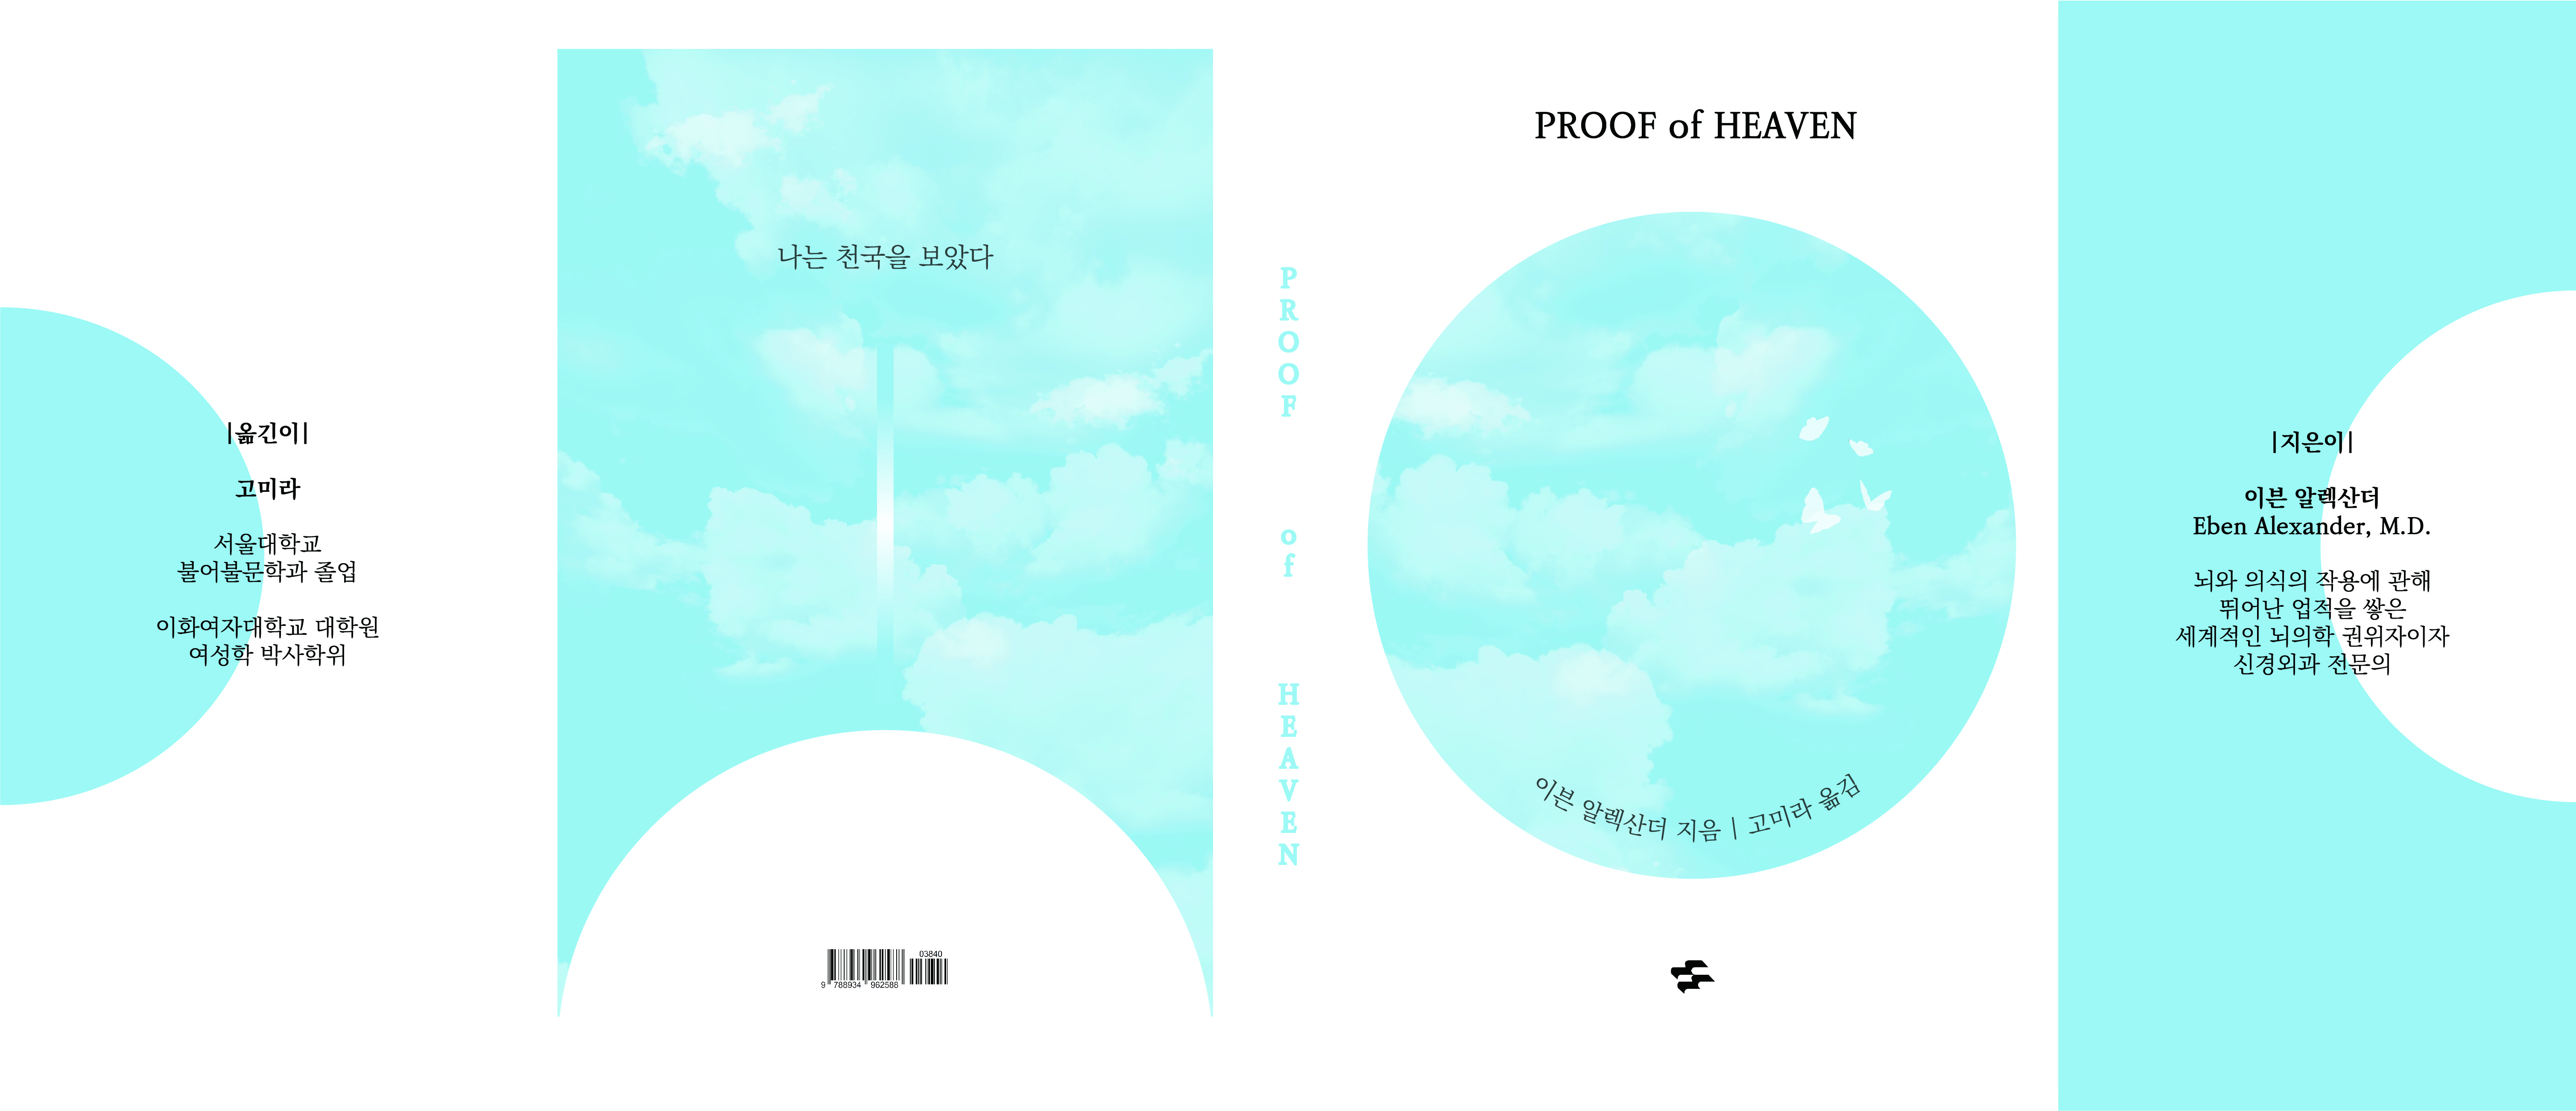 |옮긴이|
고미라
서울대학교
불어불문학과 졸업
이화여자대학교 대학원
여성학 박사학위
나는 천국을 보았다
03840
9 788934 962588
PROOF
of
HEAVEN
PROOF of HEAVEN
이븐 알렉산더 지음 | 고미라 옮김
|지은이|
이븐 알렉산더
Eben Alexander, M.D.
뇌와 의식의 작용에 관해
뛰어난 업적을 쌓은
세계적인 뇌의학 권위자이자
신경외과 전문의